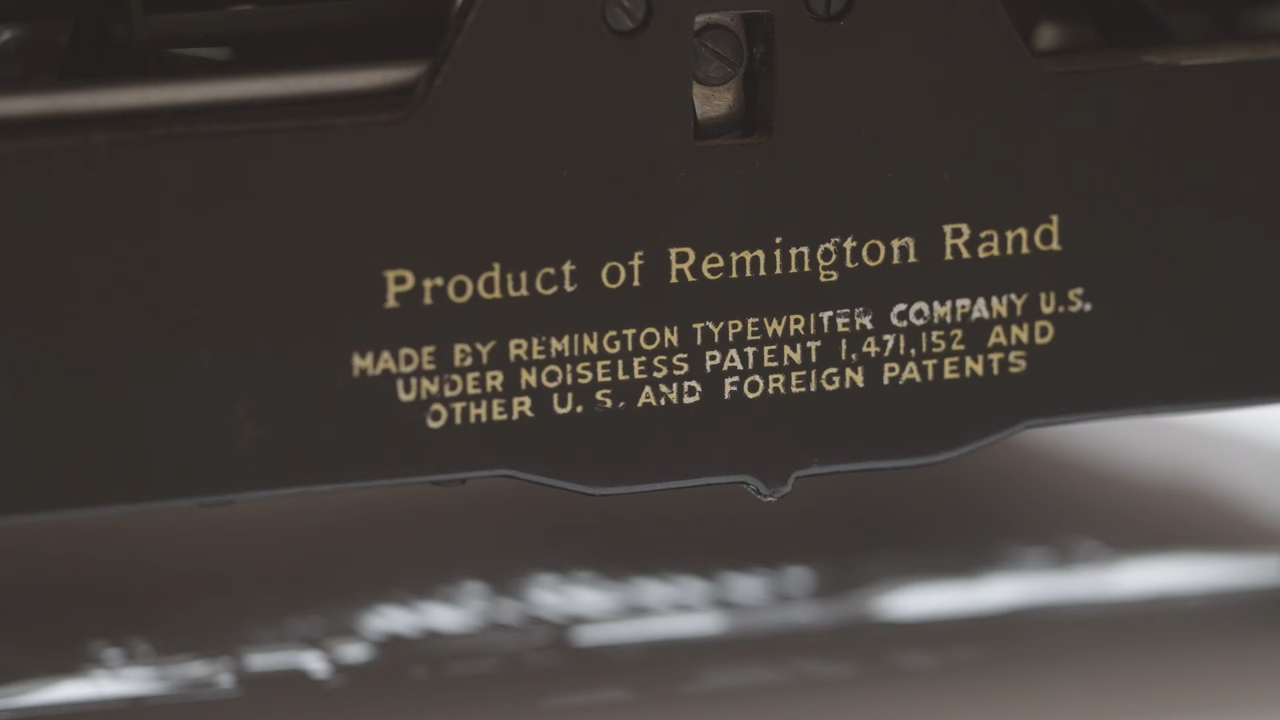 Product of Remington Rand
MADE BY REMINGTON TYPEWRITER COMPANY U.S.
UNDER NOISELESS PATENT 1,471,152 AND
OTHER U. S. AND FOREIGN PATENTS